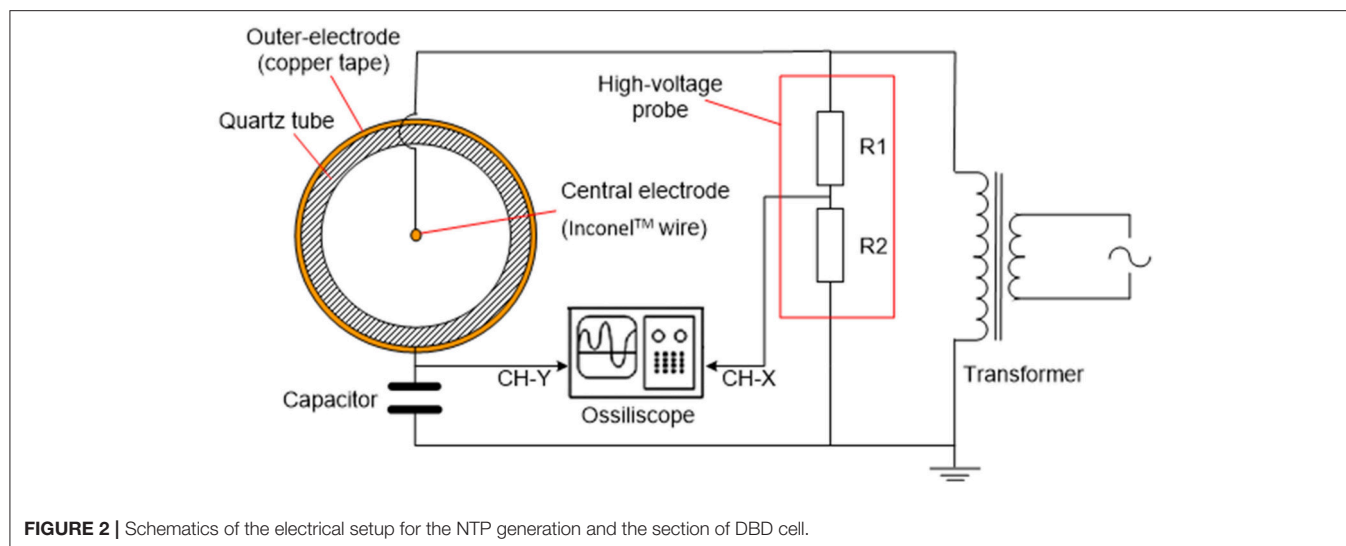 Outer-electrode
(copper tape)
Quartz tube
High-voltage
probe
R1
Central electrode
(Inconel™ wire)
R2
CH-Y
CH-X
Capacitor
Ossiliscope
Transformer
FIGURE 2 | Schematics of the electrical setup for the NTP generation and the section of DBD cell.